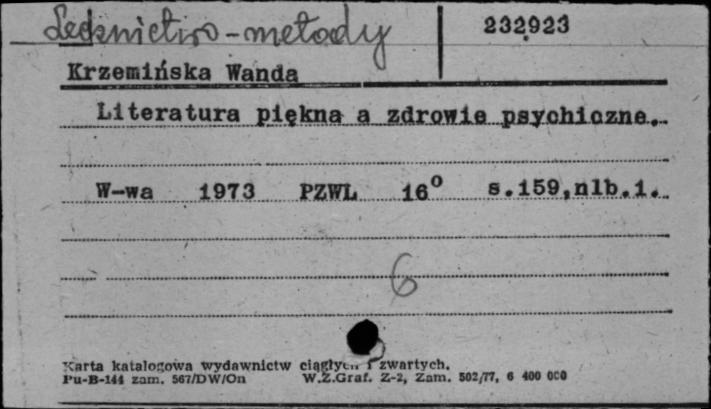 Lecznictwo - metody
232923
Krzemińska Wanda
Literatura piękna a zdrowie psychiczne.
W-wa 1973 PZWL 16⁰ s.159,nlb.1.
6
Karta katalogowa wydawnictw ciągłych i zwartych.
Pu-B-144 zam. 567/DW/On W.Z.Graf. Z-2, Zam. 502/77, 6 400 000